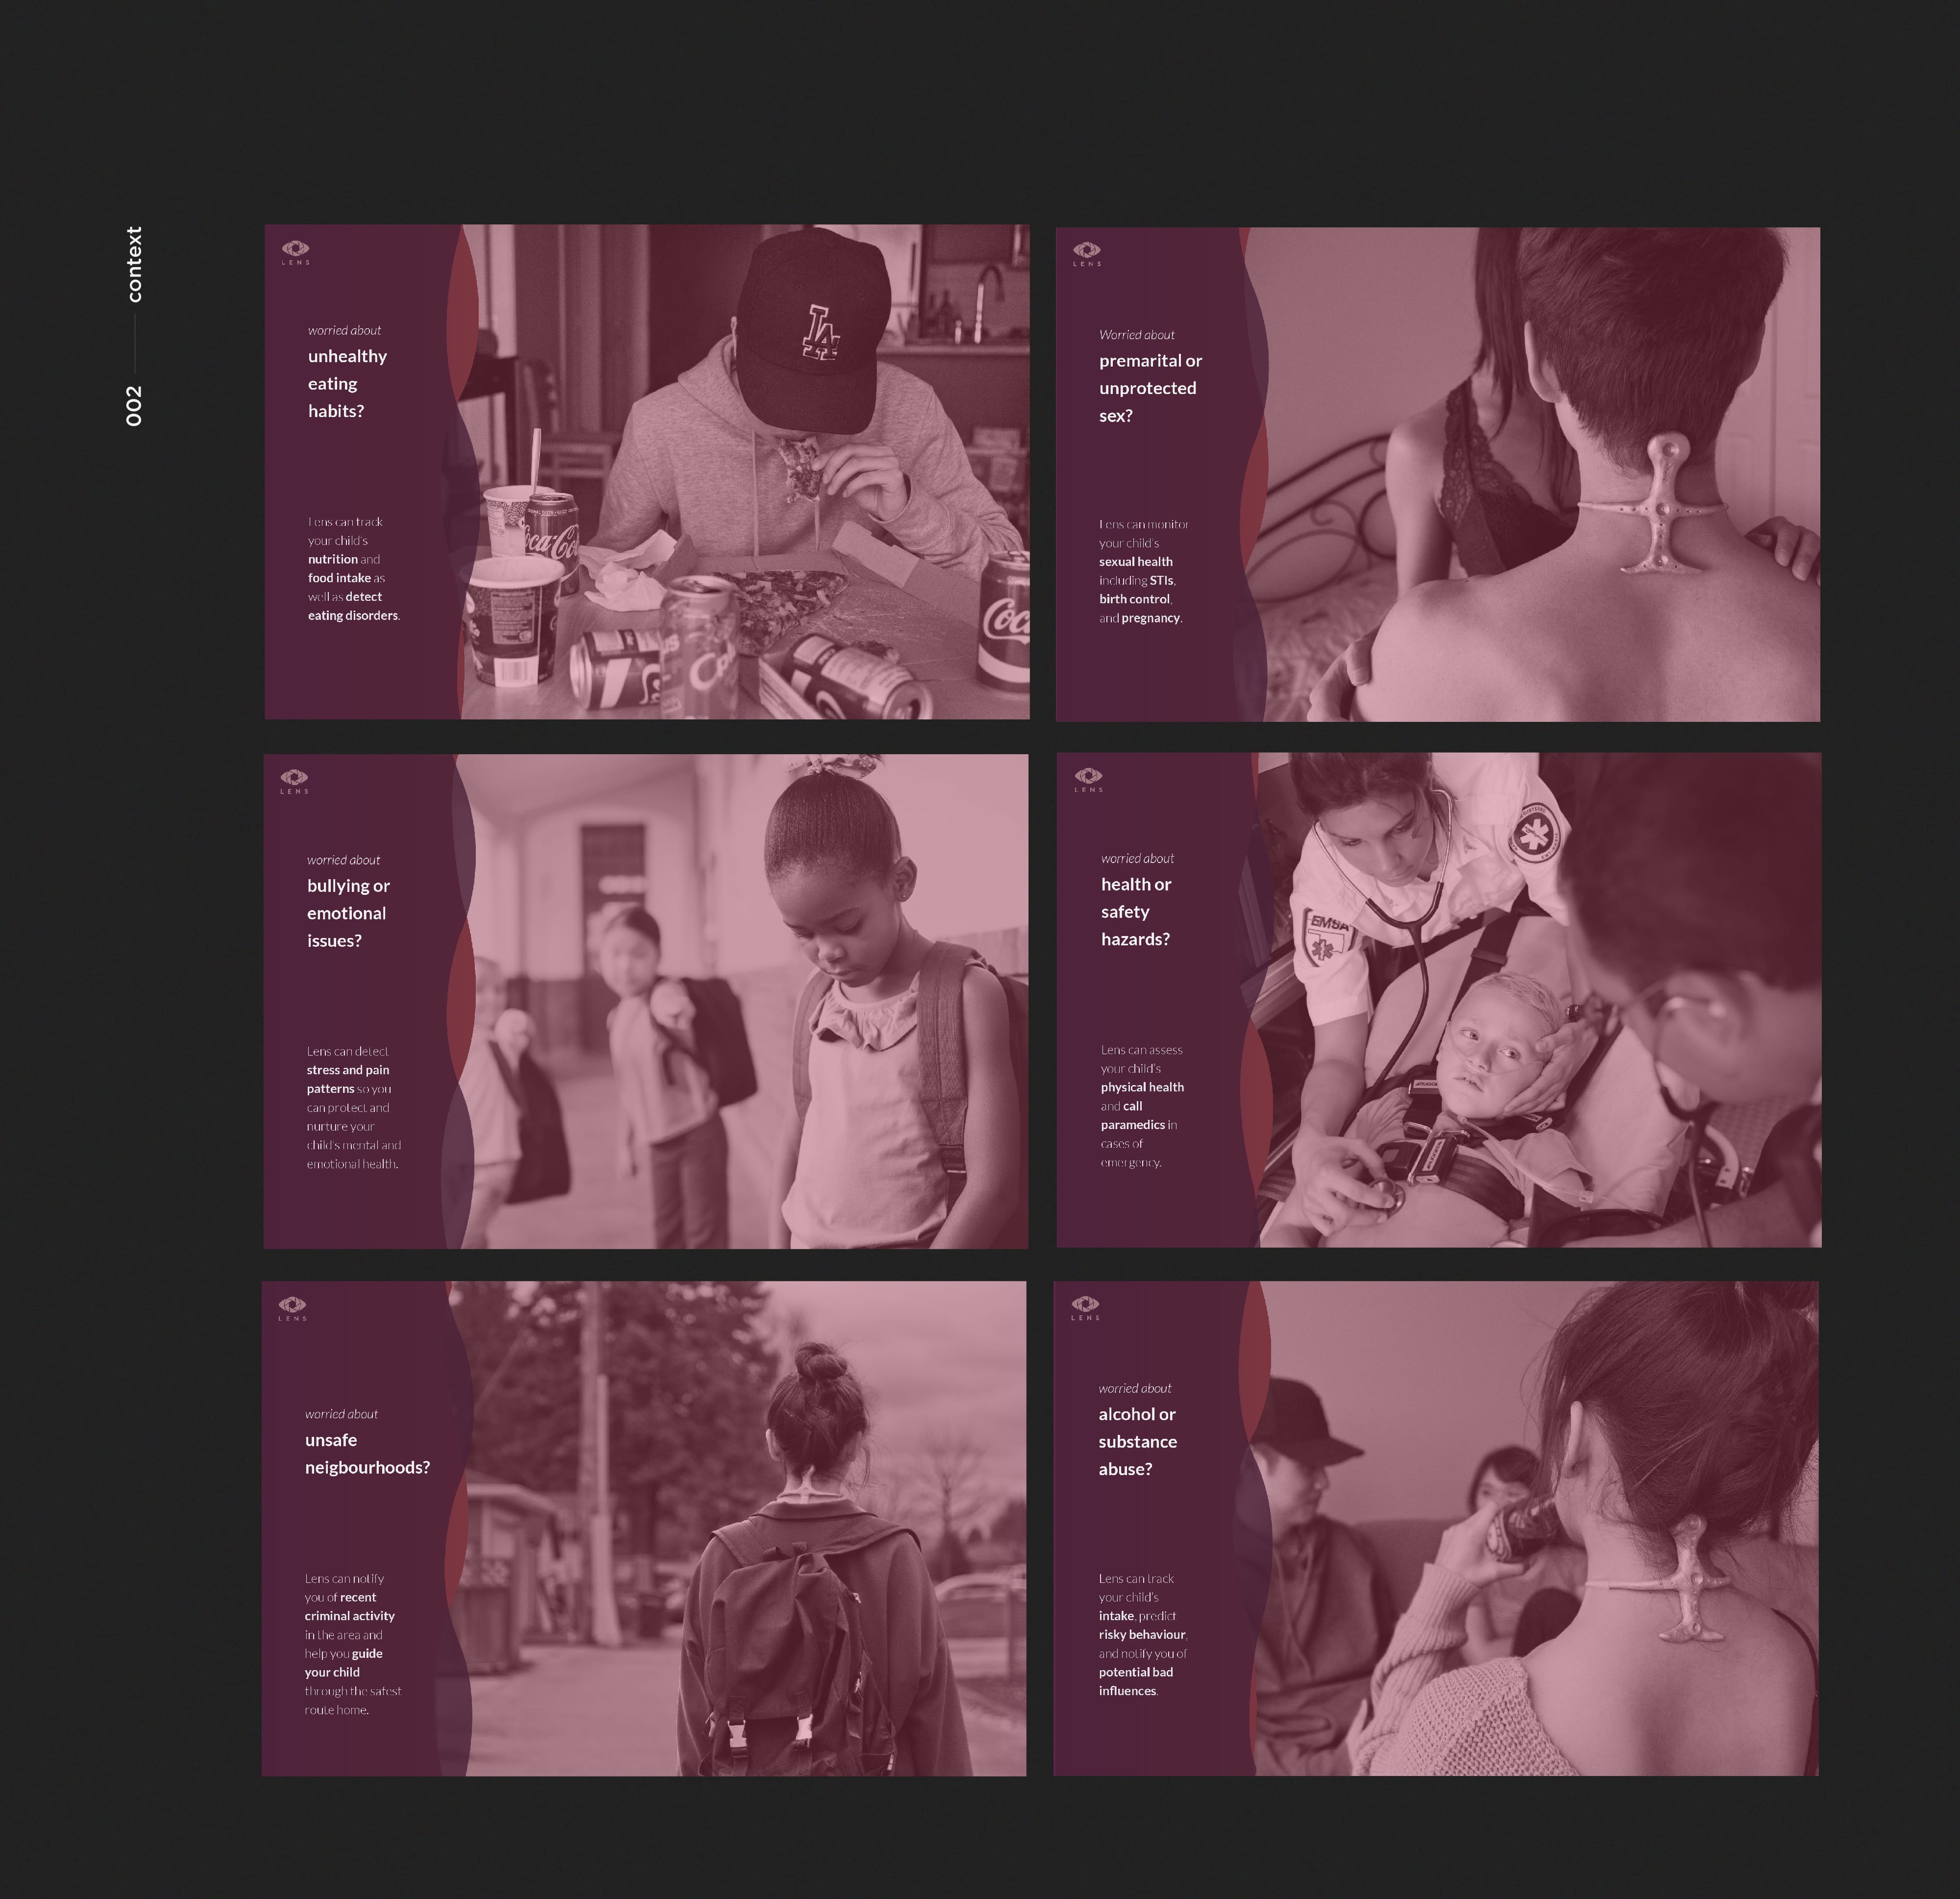 002 context
LENS
worried about
unhealthy
eating
habits?
Lens can track
your child's
nutrition and
food intake as
well as detect
eating disorders.
LA
Coca-Col
Coc
LENS
Worried about
premarital or
unprotected
sex?
Lens can monitor
your child's
sexual health
including STIs,
birth control,
and pregnancy.
LENS
worried about
bullying or
emotional
issues?
Lens can detect
stress and pain
patterns so you
can protect and
nurture your
child's mental and
emotional health.
LENS
worried about
health or
safety
hazards?
Lens can assess
your child's
physical health
and call
paramedics in
cases of
emergency.
EMSA
LENS
worried about
unsafe
neigbourhoods?
Lens can notify
you of recent
criminal activity
in the area and
help you guide
your child
through the safest
route home.
LENS
worried about
alcohol or
substance
abuse?
Lens can track
your child's
intake, predict
risky behaviour,
and notify you of
potential bad
influences.